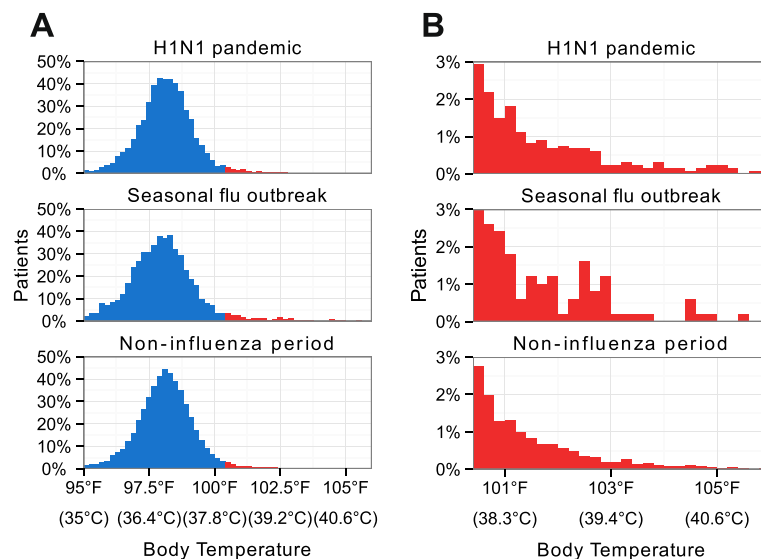 A
B
H1N1 pandemic
H1N1 pandemic
50%
40%
30%
20%
10%
0%
3%
2%
1%
0%
Seasonal flu outbreak
Seasonal flu outbreak
50%
40%
30%
20%
10%
0%
3%
2%
1%
0%
Patients
Patients
Non-influenza period
Non-influenza period
50%
40%
30%
20%
10%
0%
3%
2%
1%
0%
95°F 97.5°F 100°F 102.5°F 105°F
(35°C) (36.4°C) (37.8°C) (39.2°C) (40.6°C)
Body Temperature
101°F 103°F 105°F
(38.3°C) (39.4°C) (40.6°C)
Body Temperature